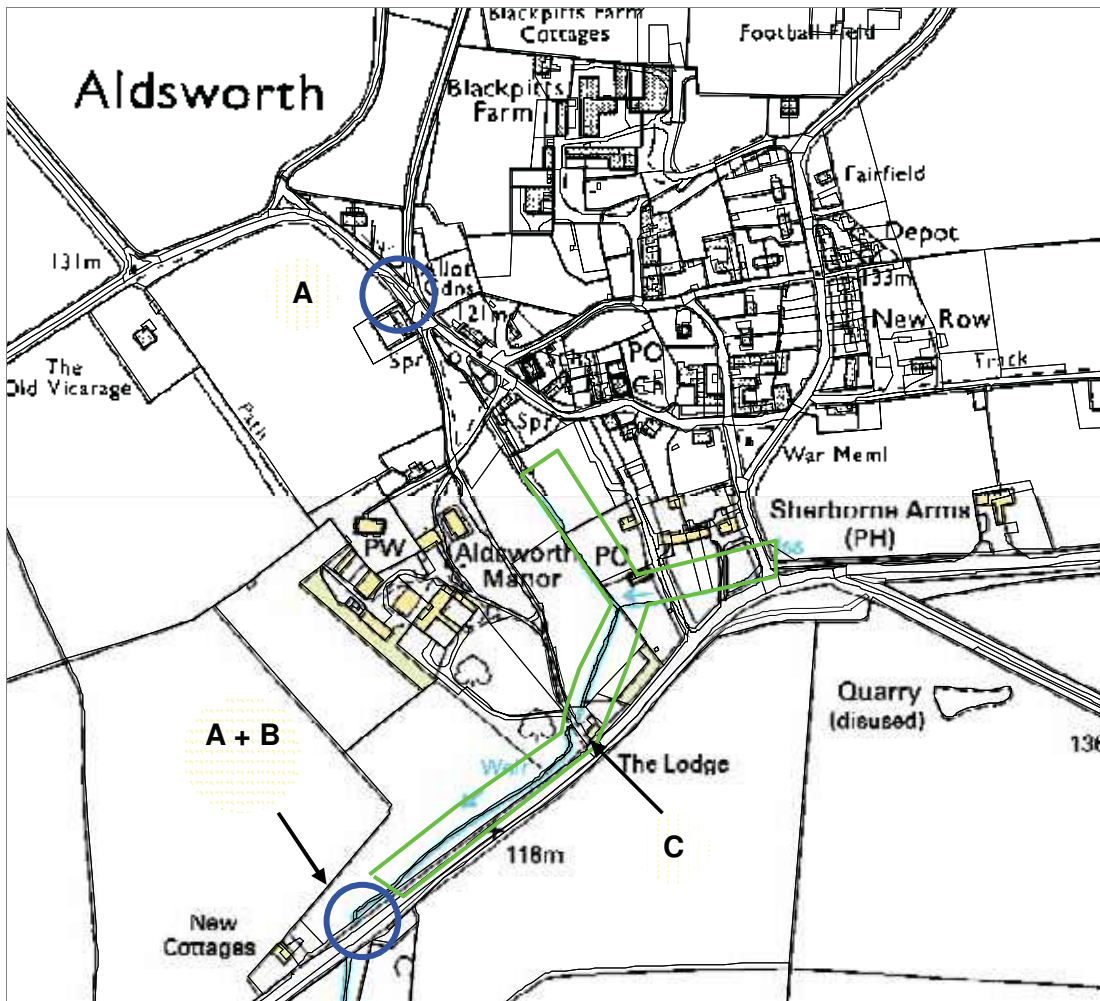 Blackpitts Farm
Cottages
Football Field
Aldsworth
Blackpitts
Farm
Fairfield
Depot
131m
A
Allot
Gdns
133m
121m
New Row
The
Old Vicarage
Spr
PO
Ch
Track
Path
Spr
War Meml
Sherborne Arms
(PH)
PW
Aldsworth
Manor
PO
Quarry
(disused)
A + B
136
Weir
The Lodge
C
118m
New
Cottages